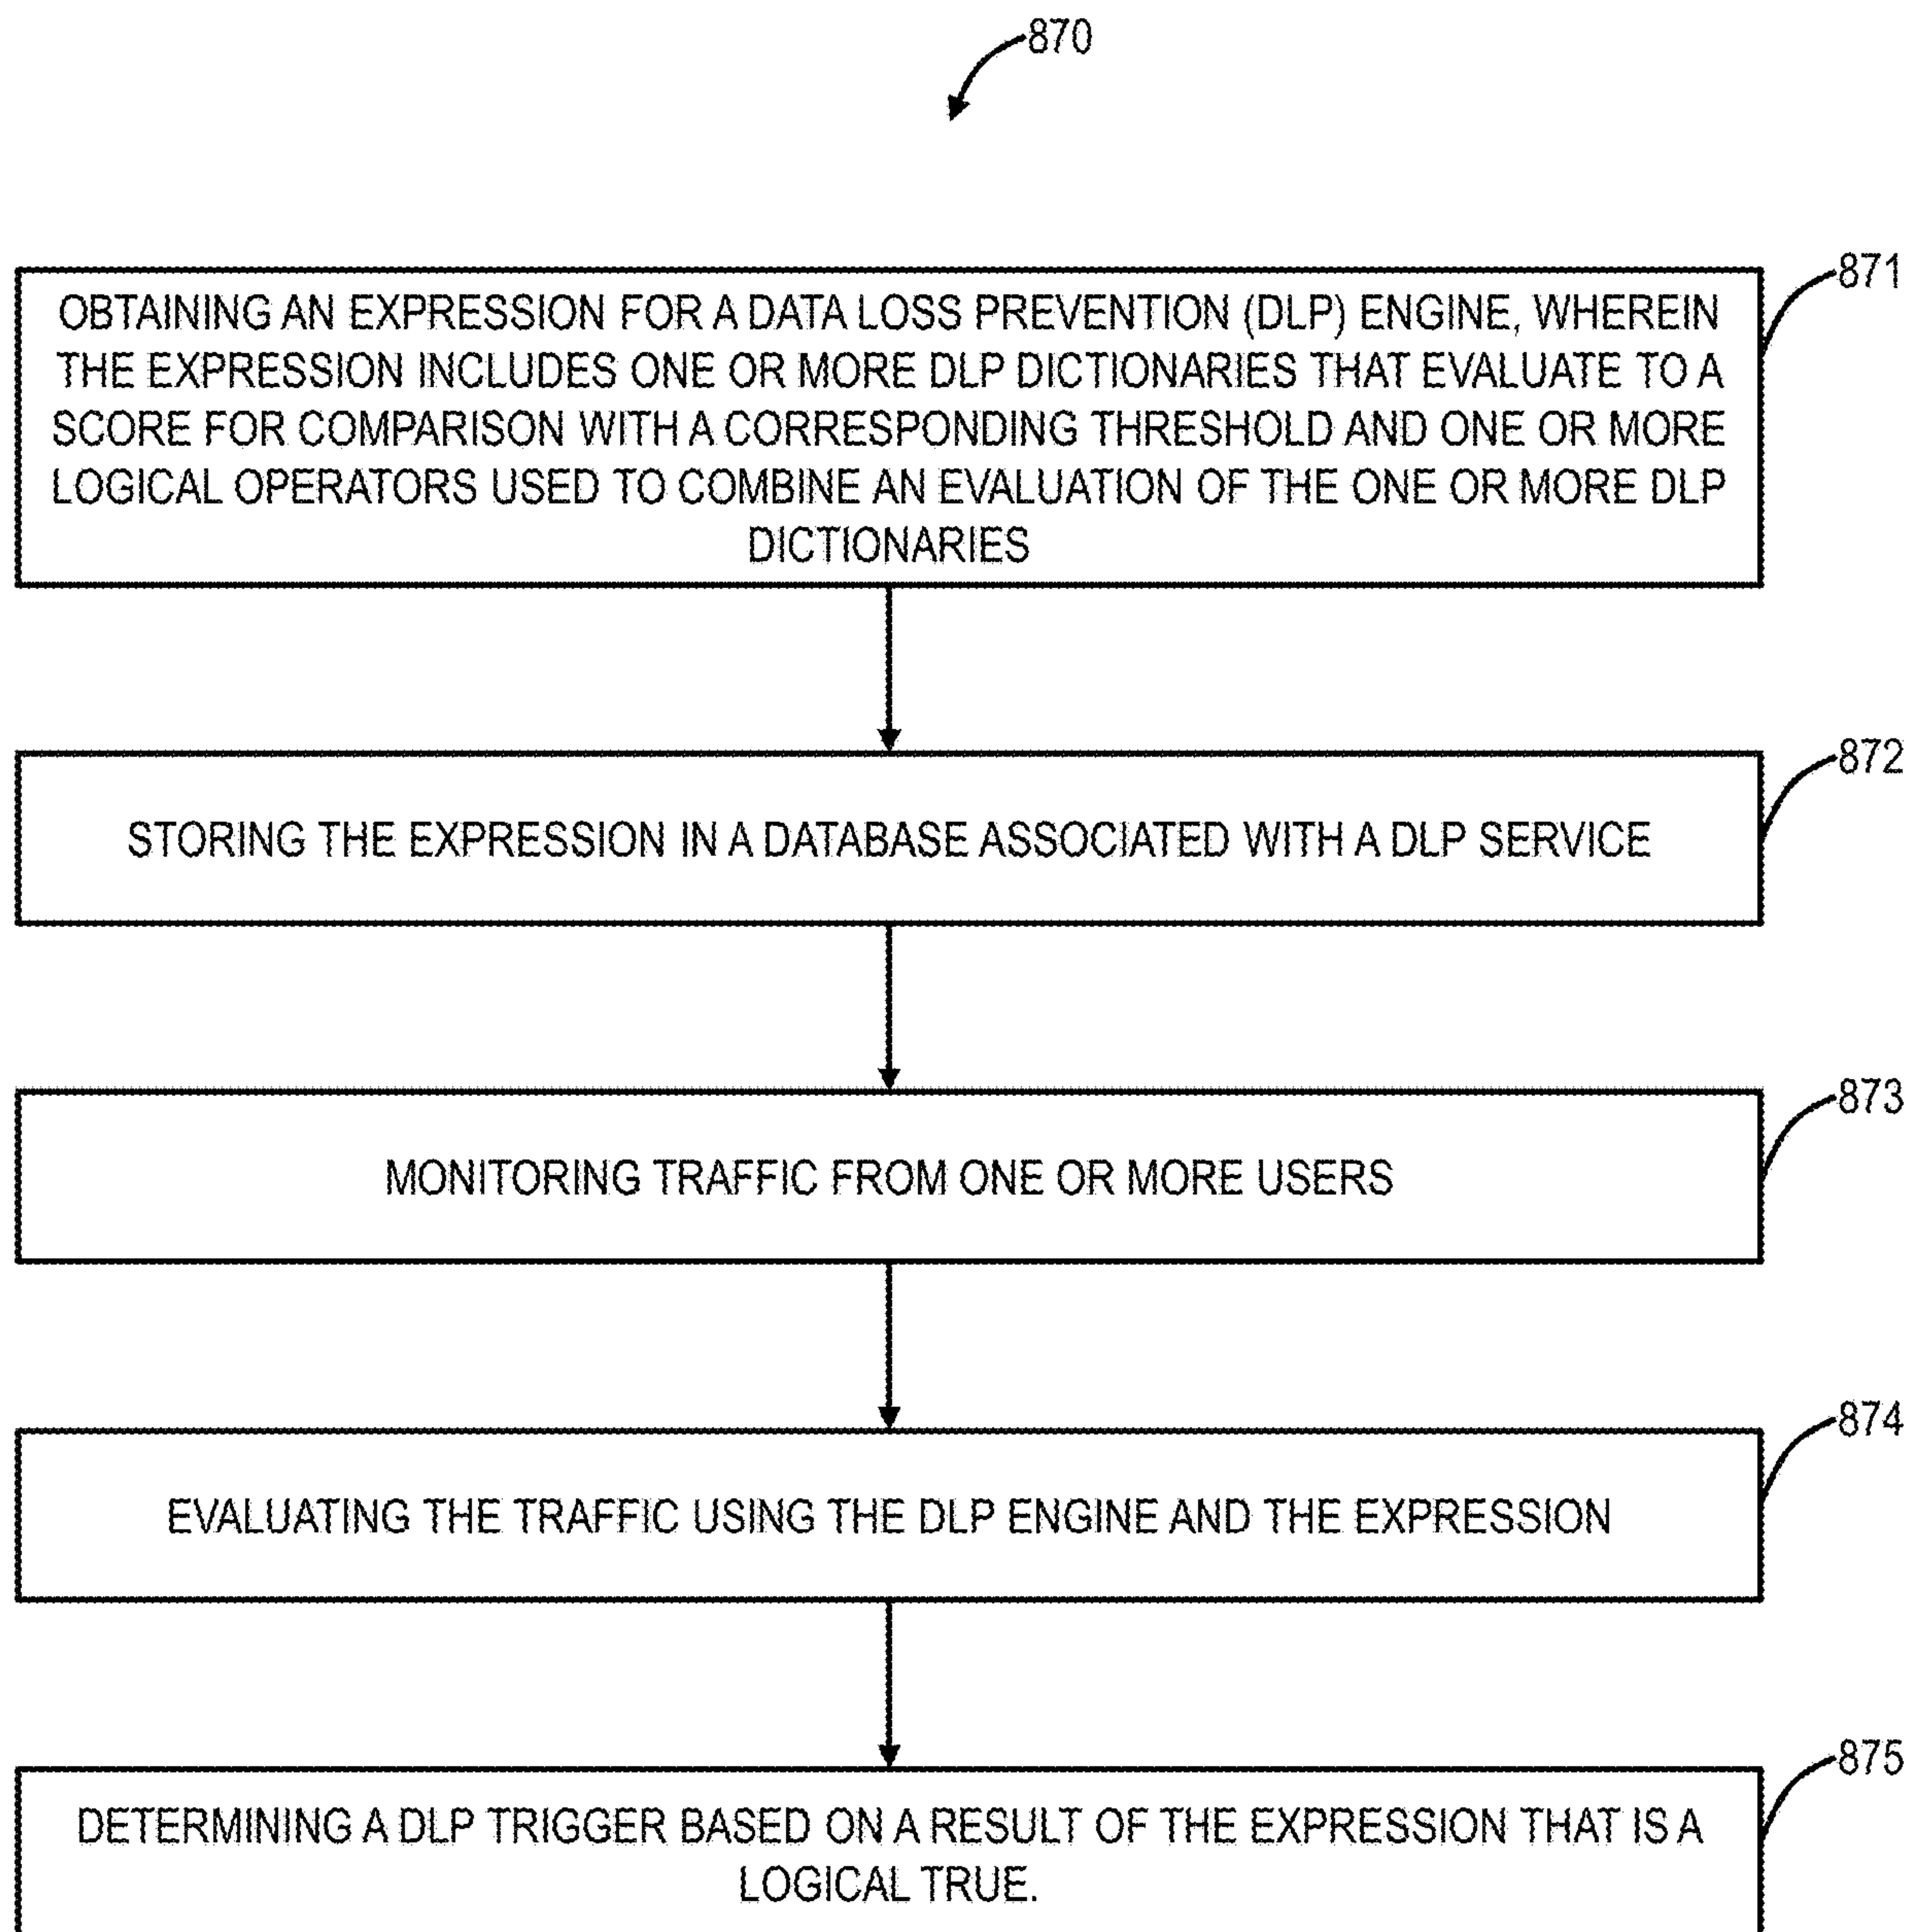 870
871
OBTAINING AN EXPRESSION FOR A DATA LOSS PREVENTION (DLP) ENGINE, WHEREIN
THE EXPRESSION INCLUDES ONE OR MORE DLP DICTIONARIES THAT EVALUATE TO A
SCORE FOR COMPARISON WITH A CORRESPONDING THRESHOLD AND ONE OR MORE
LOGICAL OPERATORS USED TO COMBINE AN EVALUATION OF THE ONE OR MORE DLP
DICTIONARIES
872
STORING THE EXPRESSION IN A DATABASE ASSOCIATED WITH A DLP SERVICE
873
MONITORING TRAFFIC FROM ONE OR MORE USERS
874
EVALUATING THE TRAFFIC USING THE DLP ENGINE AND THE EXPRESSION
875
DETERMINING A DLP TRIGGER BASED ON A RESULT OF THE EXPRESSION THAT IS A
LOGICAL TRUE.